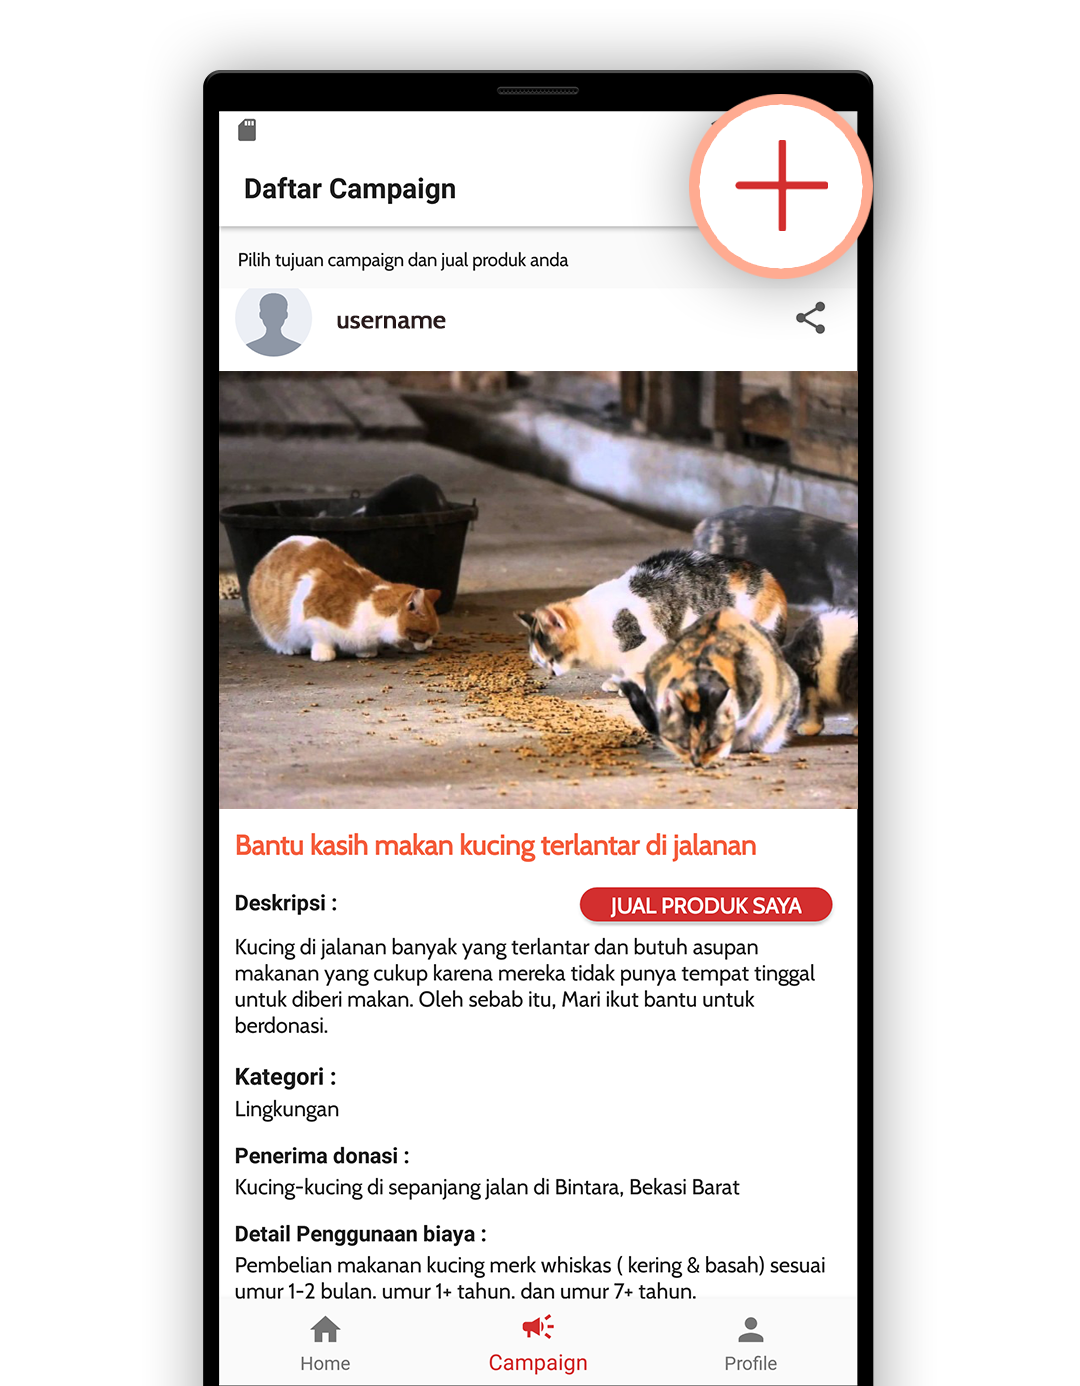 Daftar Campaign
Pilih tujuan campaign dan jual produk anda
username
Bantu kasih makan kucing terlantar di jalanan
Deskripsi :
JUAL PRODUK SAYA
Kucing di jalanan banyak yang terlantar dan butuh asupan
makanan yang cukup karena mereka tidak punya tempat tinggal
untuk diberi makan. Oleh sebab itu, Mari ikut bantu untuk
berdonasi.
Kategori :
Lingkungan
Penerima donasi :
Kucing-kucing di sepanjang jalan di Bintara, Bekasi Barat
Detail Penggunaan biaya :
Pembelian makanan kucing merk whiskas ( kering & basah) sesuai
umur 1-2 bulan. umur 1+ tahun. dan umur 7+ tahun.
Home
Campaign
Profile